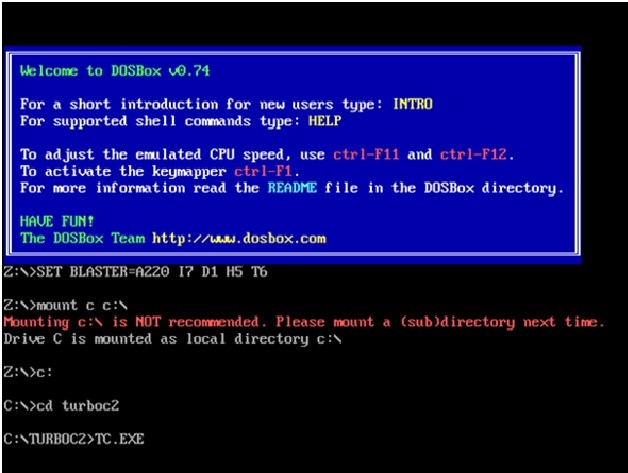 Welcome to DOSBox v0.74
For a short introduction for new users type: INTRO
For supported shell commands type: HELP
To adjust the emulated CPU speed, use ctrl-F11 and ctrl-F12.
To activate the keymapper ctrl-F1.
For more information read the README file in the DOSBox directory.
HAVE FUN!
The DOSBox Team http://www.dosbox.com
Z:\>SET BLASTER=A220 I7 D1 H5 T6
Z:\>mount c c:\
Mounting c:\ is NOT recommended. Please mount a (sub)directory next time.
Drive C is mounted as local directory c:\
Z:\>c:
C:\>cd turboc2
C:\TURBOC2>TC.EXE